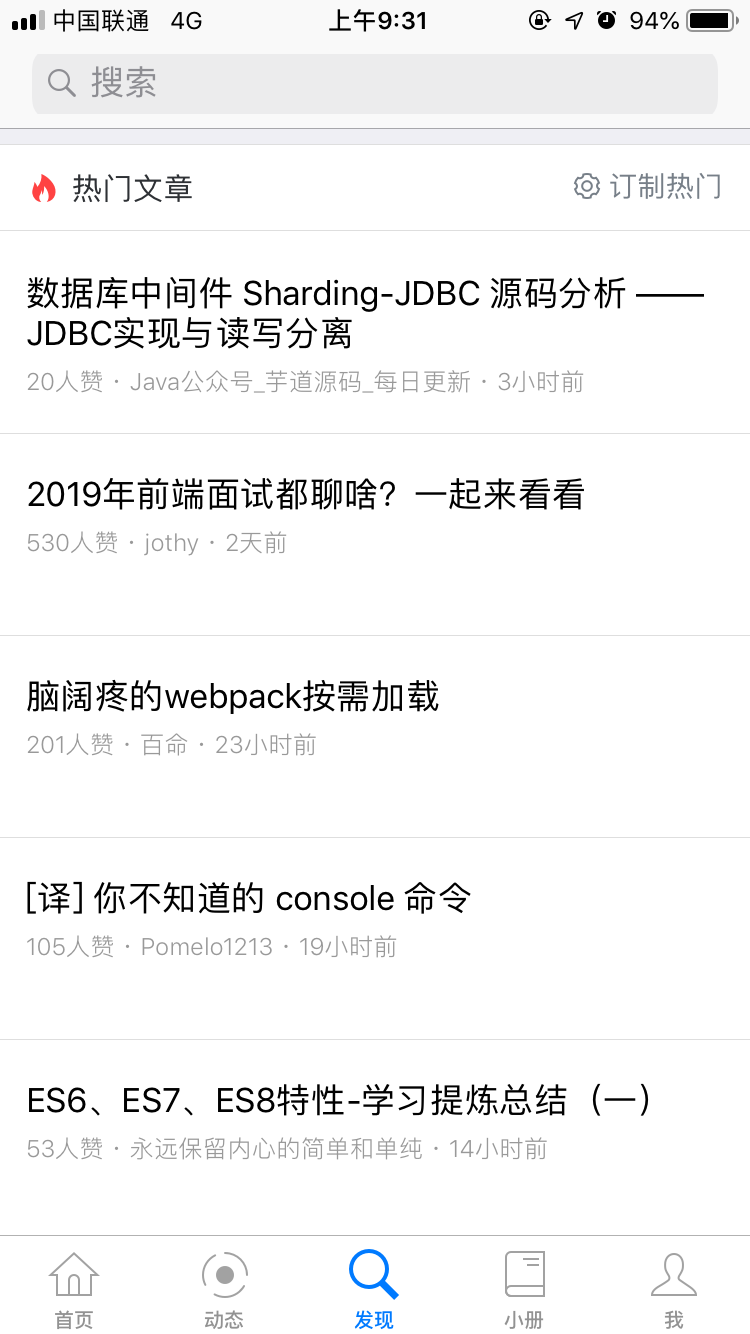 中国联通 4G 上午9:31 94%
搜索
热门文章 订制热门
数据库中间件 Sharding-JDBC 源码分析 ——
JDBC实现与读写分离
20人赞 · Java公众号_芋道源码_每日更新 · 3小时前
2019年前端面试都聊啥？一起来看看
530人赞 · jothy · 2天前
脑阔疼的webpack按需加载
201人赞 · 百命 · 23小时前
[译] 你不知道的 console 命令
105人赞 · Pomelo1213 · 19小时前
ES6、ES7、ES8特性-学习提炼总结（一）
53人赞 · 永远保留内心的简单和单纯 · 14小时前
首页 动态 发现 小册 我